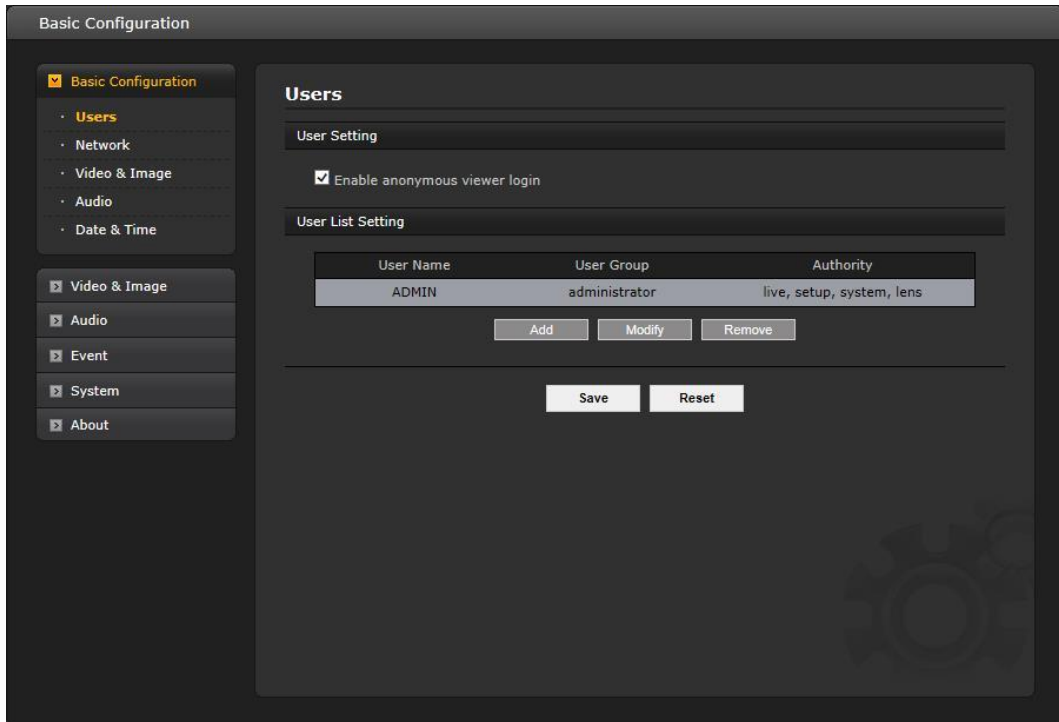 Basic Configuration
Basic Configuration
· Users
· Network
· Video & Image
· Audio
· Date & Time
Video & Image
Audio
Event
System
About
Users
User Setting
Enable anonymous viewer login
User List Setting
User Name User Group Authority
ADMIN administrator live, setup, system, lens
Add Modify Remove
Save Reset